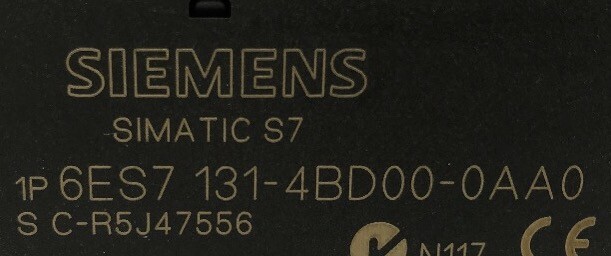 SIEMENS
SIMATIC S7
1P 6ES7 131-4BD00-0AA0
S C-R5J47556
N117 CE